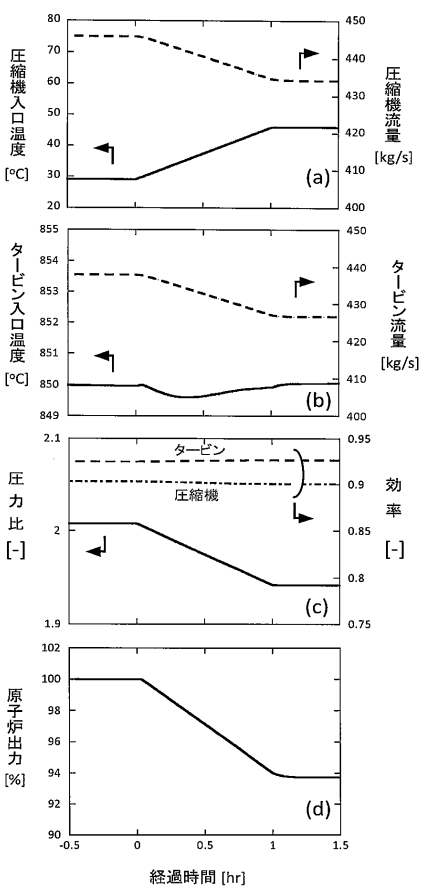 圧縮機入口温度
[°C]
80
70
60
50
40
30
20
450
440
430
420
410
400
圧縮機流量
[kg/s]
(a)
タービン入口温度
[°C]
855
854
853
852
851
850
849
450
440
430
420
410
400
タービン流量
[kg/s]
(b)
圧力比
[-]
2.1
2
1.9
タービン
圧縮機
0.95
0.9
0.85
0.8
0.75
効率
[-]
(c)
原子炉出力
[%]
102
100
98
96
94
92
90
(d)
-0.5
0
0.5
1
1.5
経過時間 [hr]